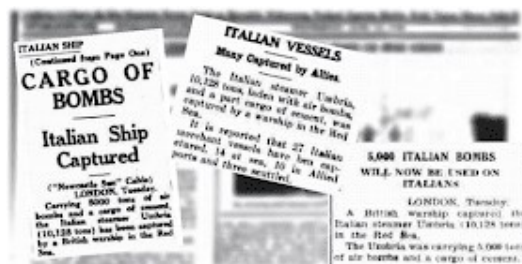 ITALIAN SHIP
(Continued from Page One)
CARGO OF
BOMBS
Italian Ship
Captured
("Newcastle Sun" Cable)
LONDON, Tuesday.
Carrying 5000 tons of air
bombs and a cargo of cement,
the Italian steamer Umbria
(10,128 tons) has been captured
by a British warship in the Red
Sea.
ITALIAN VESSELS
Many Captured by Allies.
The Italian steamer Umbria,
10,128 tons, laden with air bombs,
and a part cargo of cement, was
captured by a warship in the Red
Sea.
It is reported that 27 Italian
merchant vessels have been cap-
tured, 14 at sea, 10 in Allied
ports and three scuttled.
5,000 ITALIAN BOMBS
WILL NOW BE USED ON
ITALIANS
LONDON, Tuesday.
A British warship captured the
Italian steamer Umbria (10,128 tons)
in the Red Sea.
The Umbria was carrying 5,000 tons
of air bombs and a cargo of cement.